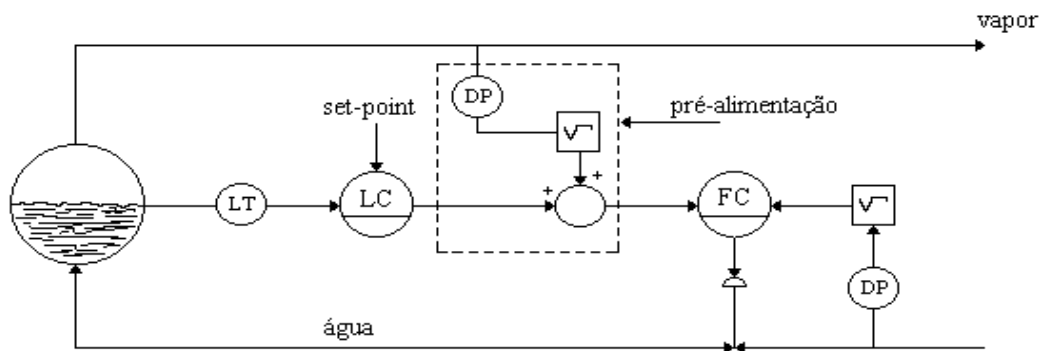 vapor
DP
set-point
pré-alimentação
√
+
+
LT
LC
FC
√
DP
água